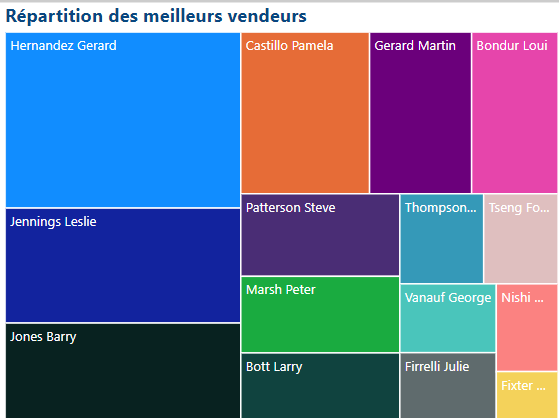 Répartition des meilleurs vendeurs
Hernandez Gerard
Castillo Pamela
Gerard Martin
Bondur Loui
Jennings Leslie
Patterson Steve
Thompson...
Tseng Fo...
Marsh Peter
Vanauf George
Nishi ...
Jones Barry
Bott Larry
Firrelli Julie
Fixter ...